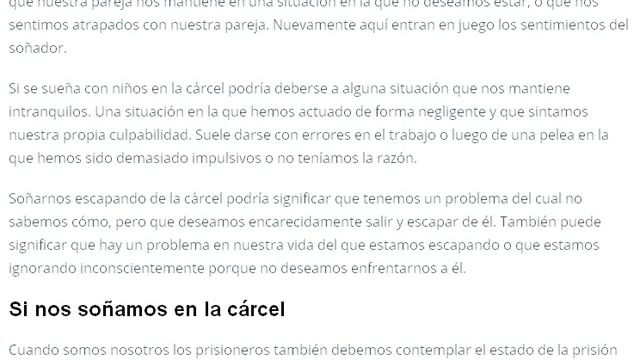 que nuestra pareja nos mantiene en una situación en la que no deseamos estar, o que nos
sentimos atrapados con nuestra pareja. Nuevamente aquí entran en juego los sentimientos del
soñador.
Si se sueña con niños en la cárcel podría deberse a alguna situación que nos mantiene
intranquilos. Una situación en la que hemos actuado de forma negligente y que sintamos
nuestra propia culpabilidad. Suele darse con errores en el trabajo o luego de una pelea en la
que hemos sido demasiado impulsivos o no teníamos la razón.
Soñarnos escapando de la cárcel podría significar que tenemos un problema del cual no
sabemos cómo, pero que deseamos encarecidamente salir y escapar de él. También puede
significar que hay un problema en nuestra vida del que estamos escapando o que estamos
ignorando inconscientemente porque no deseamos enfrentarnos a él.
Si nos soñamos en la cárcel
Cuando somos nosotros los prisioneros también debemos contemplar el estado de la prisión